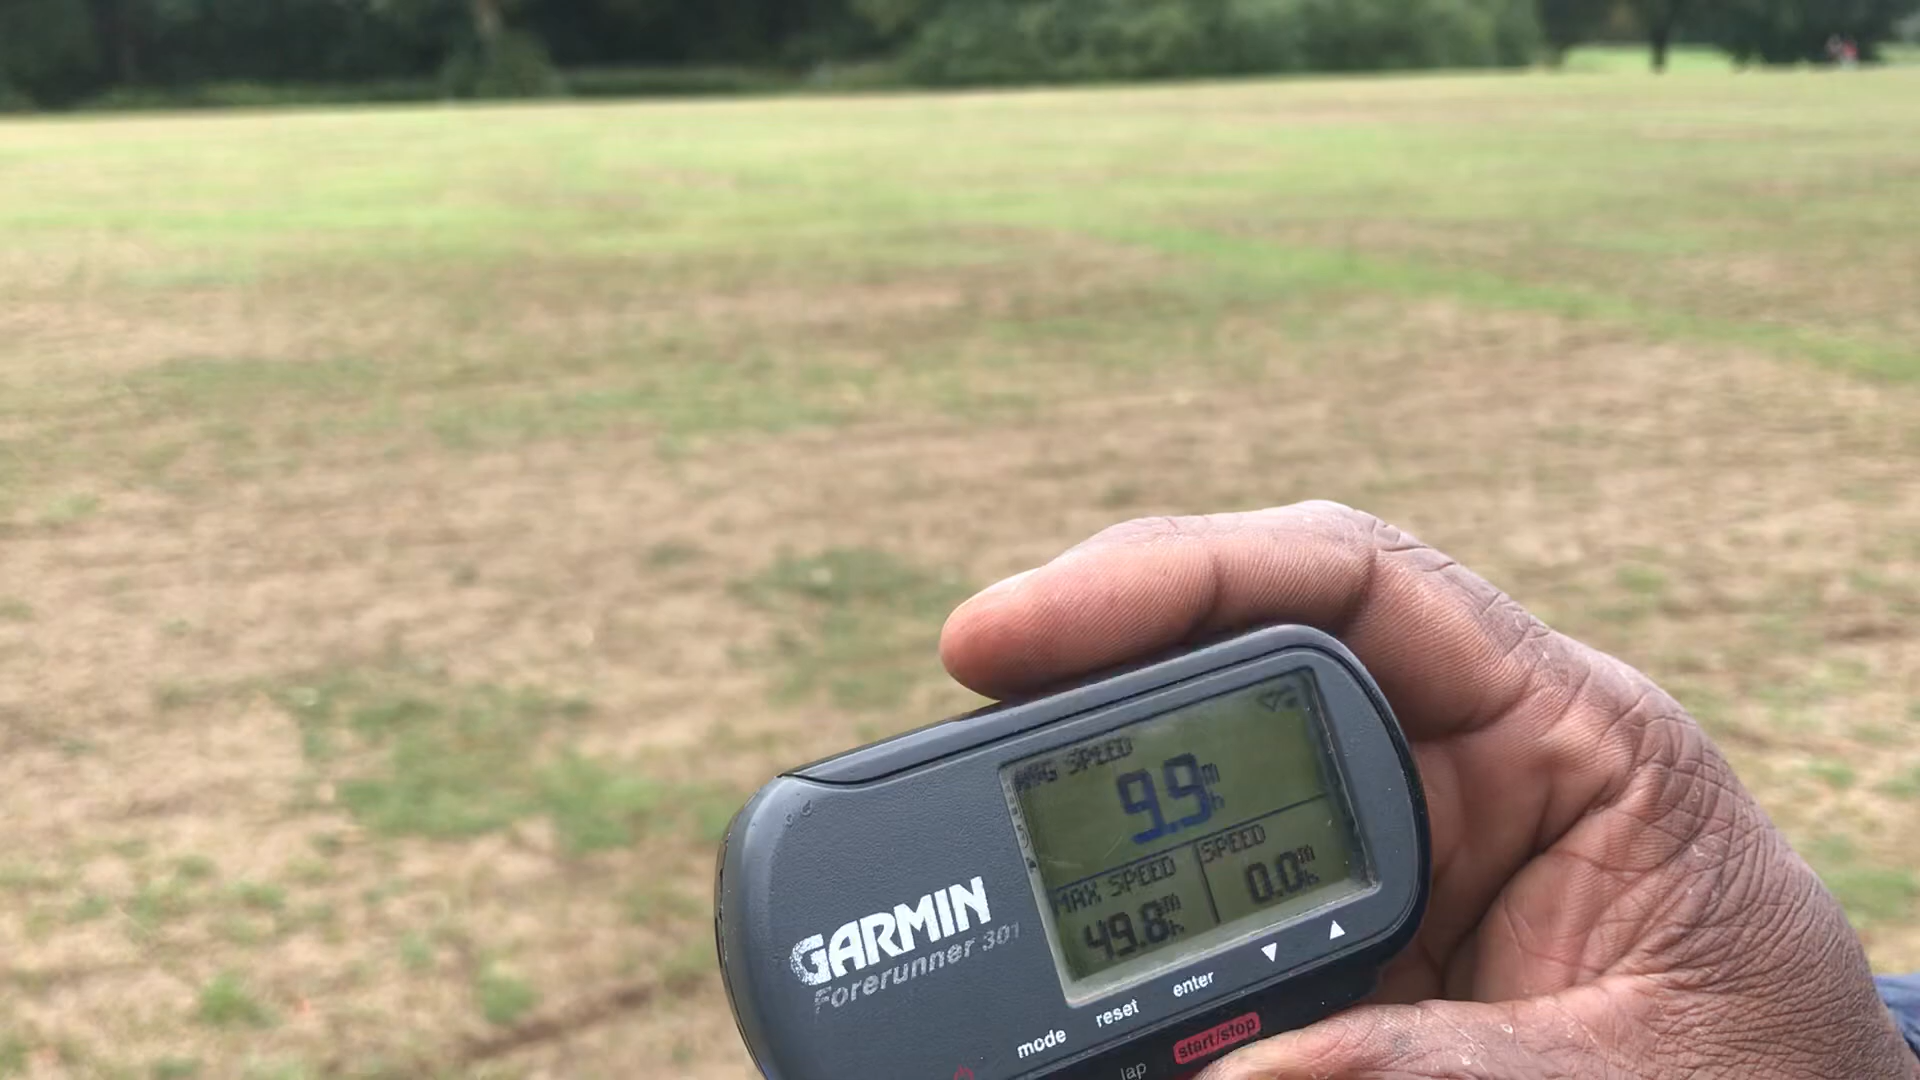 AVG SPEED
9.9 m/h
MAX SPEED
49.8 m/h
SPEED
0.0 m/h
GARMIN
Forerunner 301
mode
reset
enter
lap
start/stop